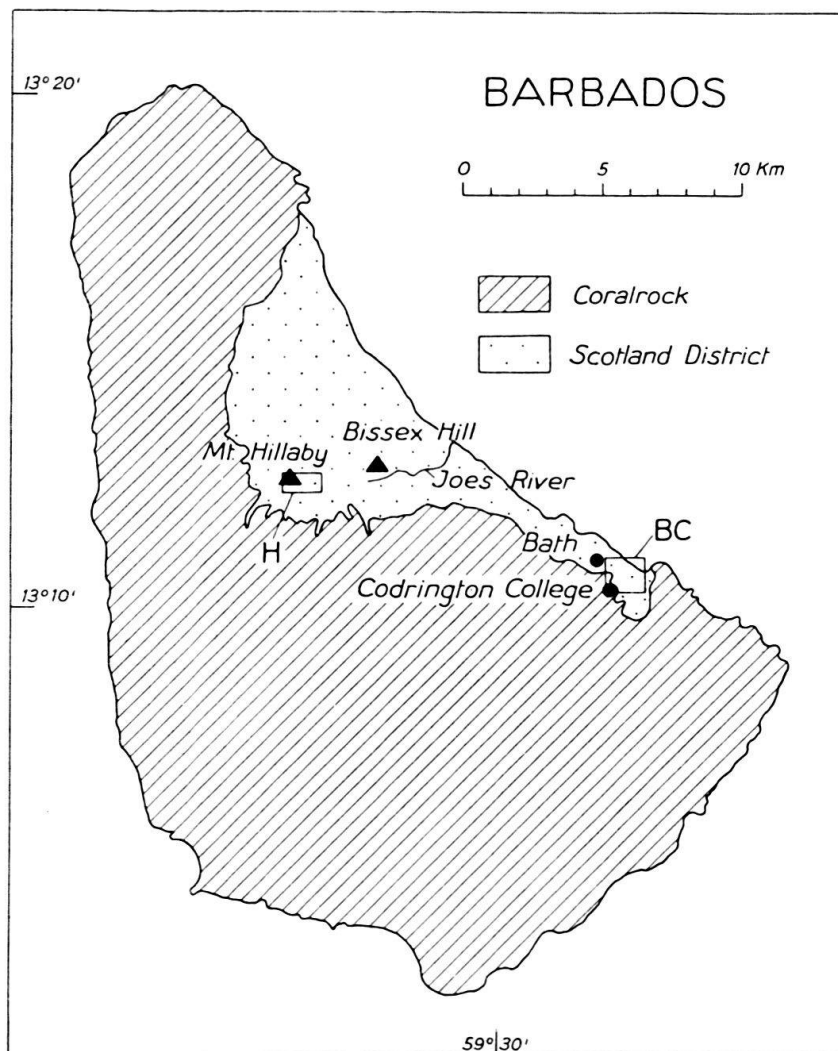 13° 20'
BARBADOS
0 5 10 Km
Coralrock
Scotland District
Bissex Hill
Mt. Hillaby
Joes River
H
Bath
BC
Codrington College
13° 10'
59° 30'